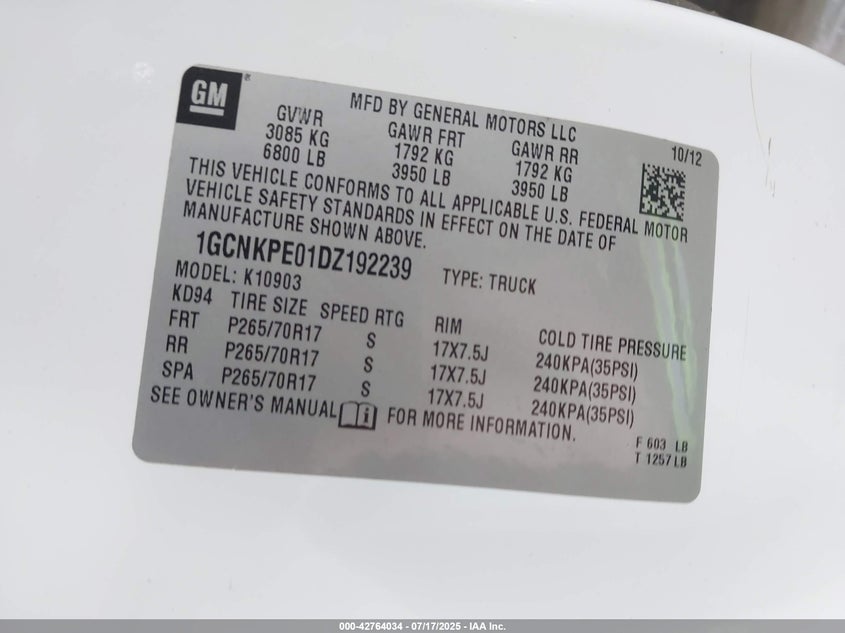 GM
MFD BY GENERAL MOTORS LLC
10/12
GVWR GAWR FRT GAWR RR
3085 KG 1792 KG 1792 KG
6800 LB 3950 LB 3950 LB
THIS VEHICLE CONFORMS TO ALL APPLICABLE U.S. FEDERAL MOTOR
VEHICLE SAFETY STANDARDS IN EFFECT ON THE DATE OF
MANUFACTURE SHOWN ABOVE.
1GCNKPE01DZ192239
TYPE: TRUCK
MODEL: K10903
KD94 TIRE SIZE SPEED RTG RIM COLD TIRE PRESSURE
FRT P265/70R17 S 17X7.5J 240KPA(35PSI)
RR P265/70R17 S 17X7.5J 240KPA(35PSI)
SPA P265/70R17 S 17X7.5J 240KPA(35PSI)
SEE OWNER'S MANUAL i FOR MORE INFORMATION.
F 603 LB
T 1257 LB
000-42764034 - 07/17/2025 - IAA Inc.